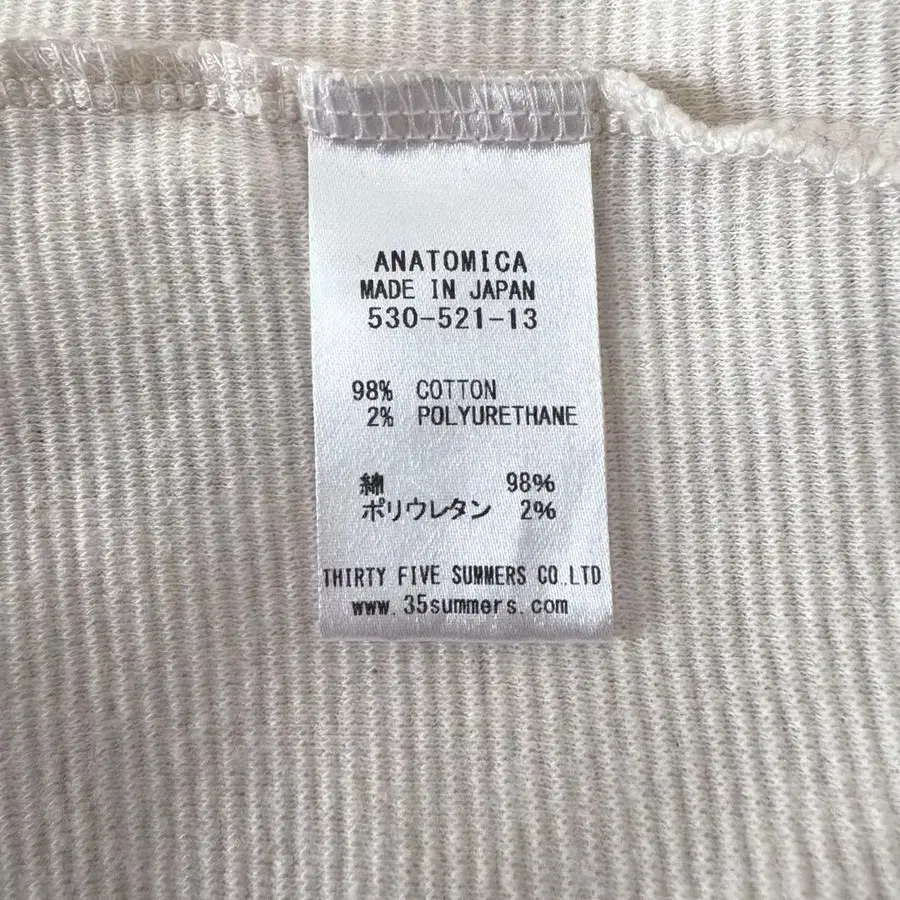 ANATOMICA
MADE IN JAPAN
530-521-13
98% COTTON
2% POLYURETHANE
綿 98%
ポリウレタン 2%
THIRTY FIVE SUMMERS CO.,LTD
www.35summers.com